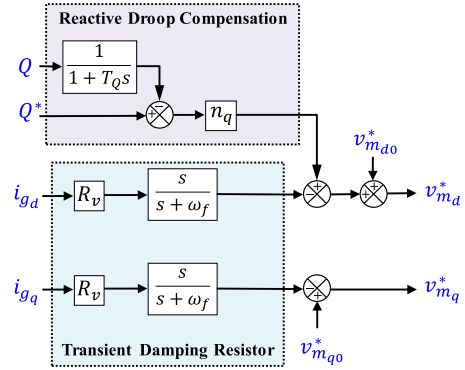 Reactive Droop Compensation
Q
1
1 + T_Q s
−
+
Q*
n_q
v*_{m_{d0}}
i_{g_d}
R_v
s
s + ω_f
+
−
+
+
v*_{m_d}
i_{g_q}
R_v
s
s + ω_f
−
+
v*_{m_q}
v*_{m_{q0}}
Transient Damping Resistor